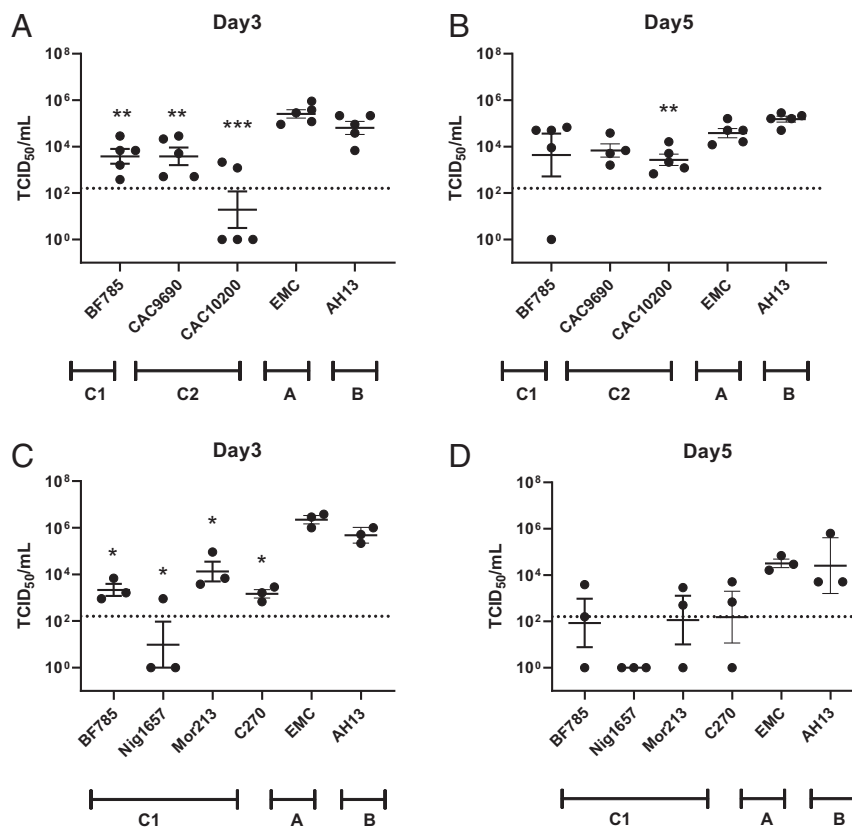 A
Day3
TCID50/mL
10^8
10^6
10^4
10^2
10^0
** ** ***
BF785 CAC9690 CAC10200 EMC AH13
C1 C2 A B
B
Day5
TCID50/mL
10^8
10^6
10^4
10^2
10^0
**
BF785 CAC9690 CAC10200 EMC AH13
C1 C2 A B
C
Day3
TCID50/mL
10^8
10^6
10^4
10^2
10^0
* * * *
BF785 Nig1657 Mor213 C270 EMC AH13
C1 A B
D
Day5
TCID50/mL
10^8
10^6
10^4
10^2
10^0
BF785 Nig1657 Mor213 C270 EMC AH13
C1 A B